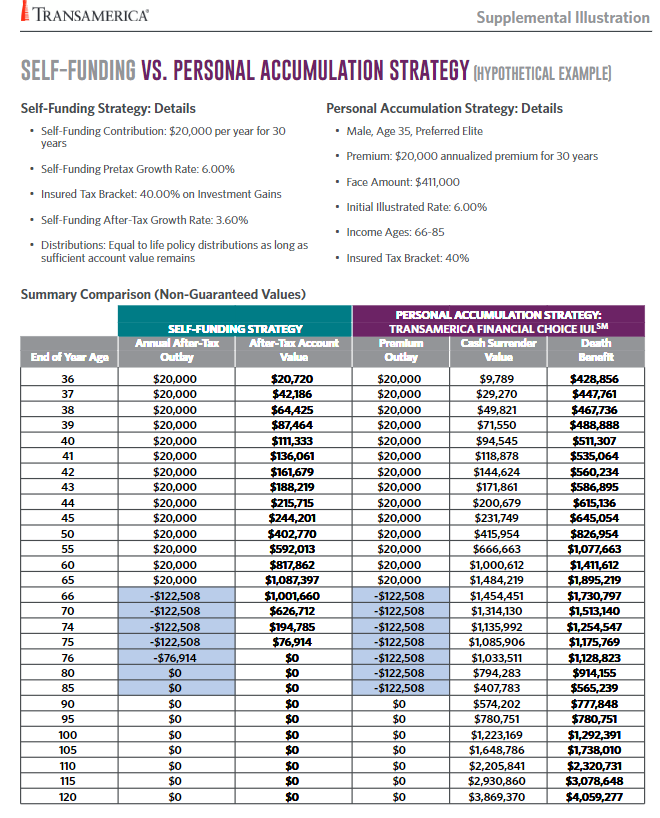 TRANSAMERICA®
Supplemental Illustration
SELF-FUNDING VS. PERSONAL ACCUMULATION STRATEGY (HYPOTHETICAL EXAMPLE)
Self-Funding Strategy: Details
• Self-Funding Contribution: $20,000 per year for 30
years
• Self-Funding Pretax Growth Rate: 6.00%
• Insured Tax Bracket: 40.00% on Investment Gains
• Self-Funding After-Tax Growth Rate: 3.60%
• Distributions: Equal to life policy distributions as long as
sufficient account value remains
Personal Accumulation Strategy: Details
• Male, Age 35, Preferred Elite
• Premium: $20,000 annualized premium for 30 years
• Face Amount: $411,000
• Initial Illustrated Rate: 6.00%
• Income Ages: 66-85
• Insured Tax Bracket: 40%
Summary Comparison (Non-Guaranteed Values)
SELF-FUNDING STRATEGY
PERSONAL ACCUMULATION STRATEGY:
TRANSAMERICA FINANCIAL CHOICE IUL℠
End of Year Age Annual After-Tax Outlay After-Tax Account Value Premium Outlay Cash Surrender Value Death Benefit
36 $20,000 $20,720 $20,000 $9,789 $428,856
37 $20,000 $42,186 $20,000 $29,270 $447,761
38 $20,000 $64,425 $20,000 $49,821 $467,736
39 $20,000 $87,464 $20,000 $71,550 $488,888
40 $20,000 $111,333 $20,000 $94,545 $511,307
41 $20,000 $136,061 $20,000 $118,878 $535,064
42 $20,000 $161,679 $20,000 $144,624 $560,234
43 $20,000 $188,219 $20,000 $171,861 $586,895
44 $20,000 $215,715 $20,000 $200,679 $615,136
45 $20,000 $244,201 $20,000 $231,749 $645,054
50 $20,000 $402,770 $20,000 $415,954 $826,954
55 $20,000 $592,013 $20,000 $666,663 $1,077,663
60 $20,000 $817,862 $20,000 $1,000,612 $1,411,612
65 $20,000 $1,087,397 $20,000 $1,484,219 $1,895,219
66 -$122,508 $1,001,660 -$122,508 $1,454,451 $1,730,797
70 -$122,508 $626,712 -$122,508 $1,314,130 $1,513,140
74 -$122,508 $194,785 -$122,508 $1,135,992 $1,254,547
75 -$122,508 $76,914 -$122,508 $1,085,906 $1,175,769
76 -$76,914 $0 -$122,508 $1,033,511 $1,128,823
80 $0 $0 -$122,508 $794,283 $914,155
85 $0 $0 -$122,508 $407,783 $565,239
90 $0 $0 $0 $574,202 $777,848
95 $0 $0 $0 $780,751 $780,751
100 $0 $0 $0 $1,223,169 $1,292,391
105 $0 $0 $0 $1,648,786 $1,738,010
110 $0 $0 $0 $2,205,841 $2,320,731
115 $0 $0 $0 $2,930,860 $3,078,648
120 $0 $0 $0 $3,869,370 $4,059,277